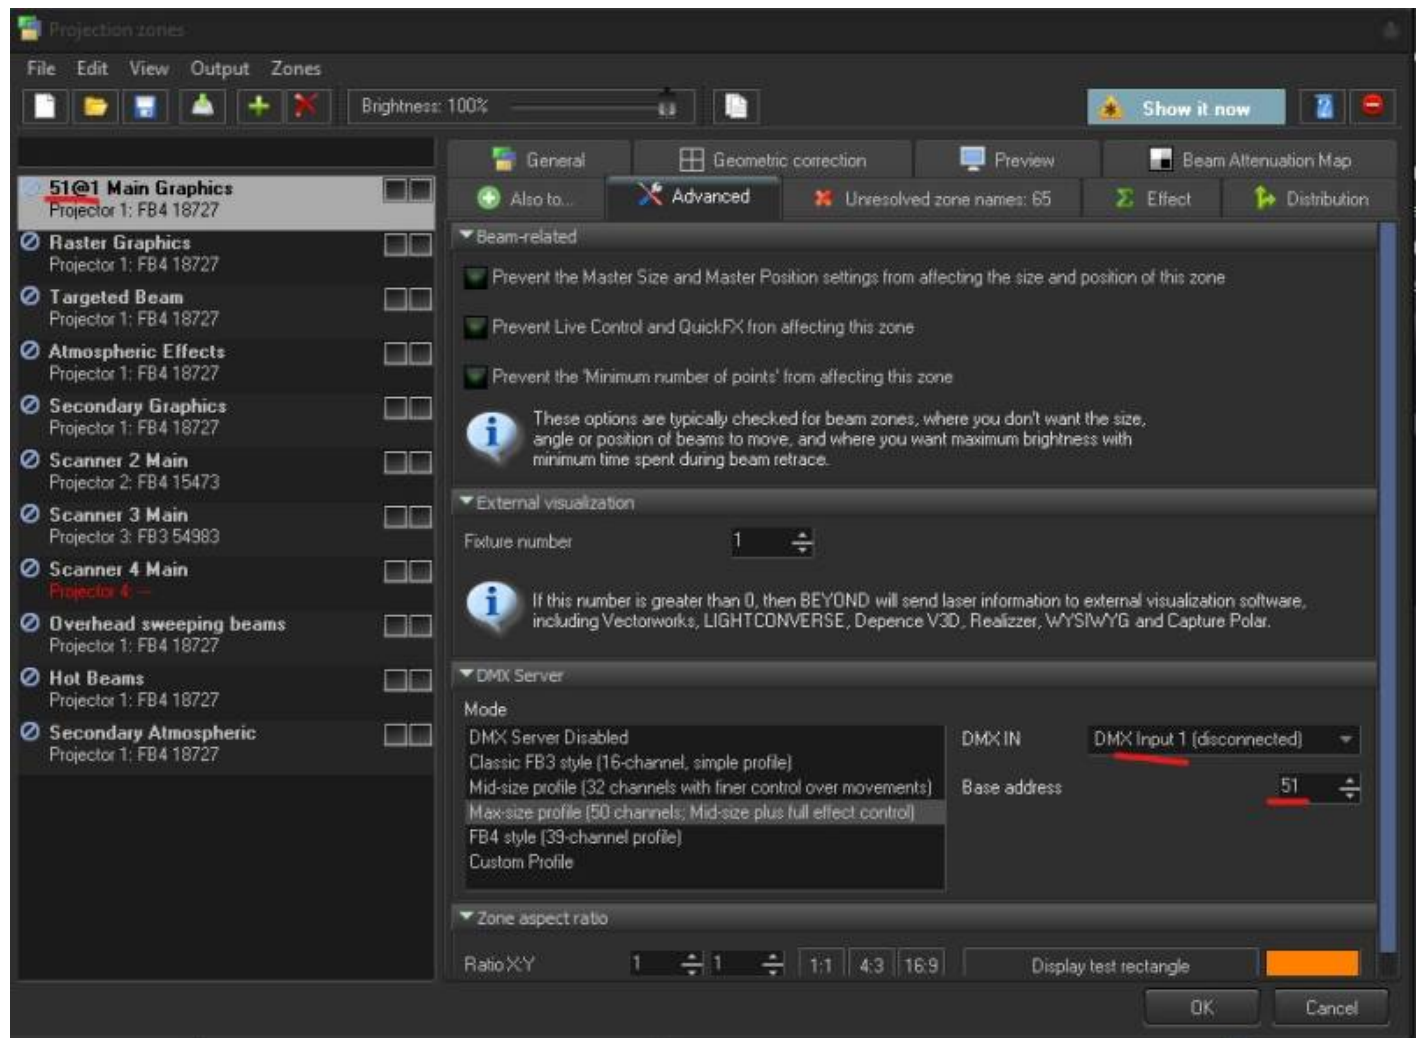 Projection zones
File Edit View Output Zones
Brightness: 100%
Show it now
General Geometric correction Preview Beam Attenuation Map
Also to... Advanced Unresolved zone names: 65 Effect Distribution
51@1 Main Graphics
Projector 1: FB4 18727
Raster Graphics
Projector 1: FB4 18727
Targeted Beam
Projector 1: FB4 18727
Atmospheric Effects
Projector 1: FB4 18727
Secondary Graphics
Projector 1: FB4 18727
Scanner 2 Main
Projector 2: FB4 15473
Scanner 3 Main
Projector 3: FB3 54983
Scanner 4 Main
Projector 4: --
Overhead sweeping beams
Projector 1: FB4 18727
Hot Beams
Projector 1: FB4 18727
Secondary Atmospheric
Projector 1: FB4 18727
Beam-related
Prevent the Master Size and Master Position settings from affecting the size and position of this zone
Prevent Live Control and QuickFX fron affecting this zone
Prevent the 'Minimum number of points' from affecting this zone
These options are typically checked for beam zones, where you don't want the size,
angle or position of beams to move, and where you want maximum brightness with
minimum time spent during beam retrace.
External visualization
Fixture number 1
If this number is greater than 0, then BEYOND will send laser information to external visualization software,
including Vectorworks, LIGHTCONVERSE, Depence V3D, Realizzer, WYSIWYG and Capture Polar.
DMX Server
Mode
DMX Server Disabled
Classic FB3 style (16-channel, simple profile)
Mid-size profile (32 channels with finer control over movements)
Max-size profile (50 channels; Mid-size plus full effect control)
FB4 style (39-channel profile)
Custom Profile
DMX IN DMX Input 1 (disconnected)
Base address 51
Zone aspect ratio
Ratio X:Y 1 1 1:1 4:3 16:9 Display test rectangle
OK Cancel